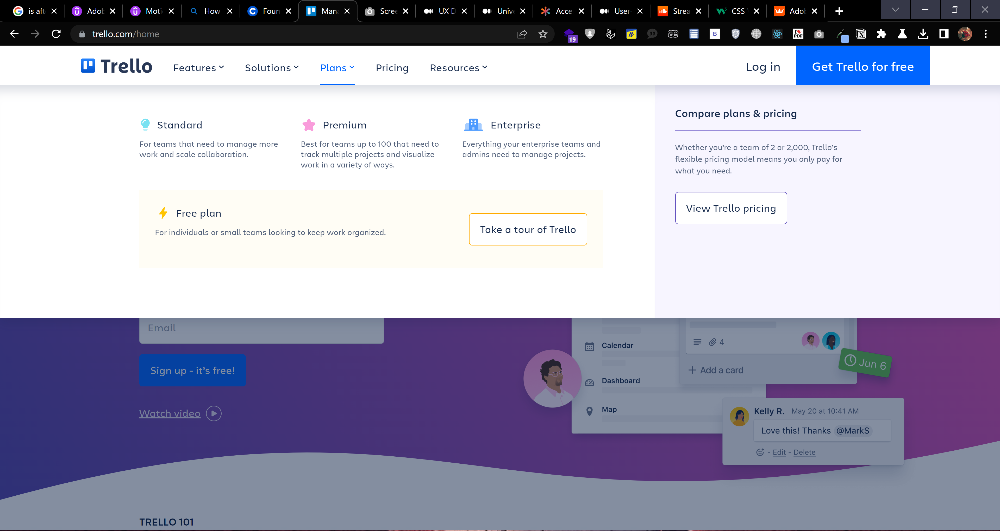 is aft
Adob
Moti
How
Foun
Mana
Scree
UX D
Unive
Acce
User-
Strea
CSS
Adob
trello.com/home
19
n
æ
B
I
PDF
N
Trello
Features
Solutions
Plans
Pricing
Resources
Log in
Get Trello for free
Standard
For teams that need to manage more
work and scale collaboration.
Premium
Best for teams up to 100 that need to
track multiple projects and visualize
work in a variety of ways.
Enterprise
Everything your enterprise teams and
admins need to manage projects.
Free plan
For individuals or small teams looking to keep work organized.
Take a tour of Trello
Compare plans & pricing
Whether you’re a team of 2 or 2,000, Trello’s
flexible pricing model means you only pay for
what you need.
View Trello pricing
Email
Sign up - it’s free!
Watch video
Calendar
Dashboard
Map
4
+ Add a card
Jun 6
Kelly R. May 20 at 10:41 AM
Love this! Thanks @MarkS
- Edit - Delete
TRELLO 101